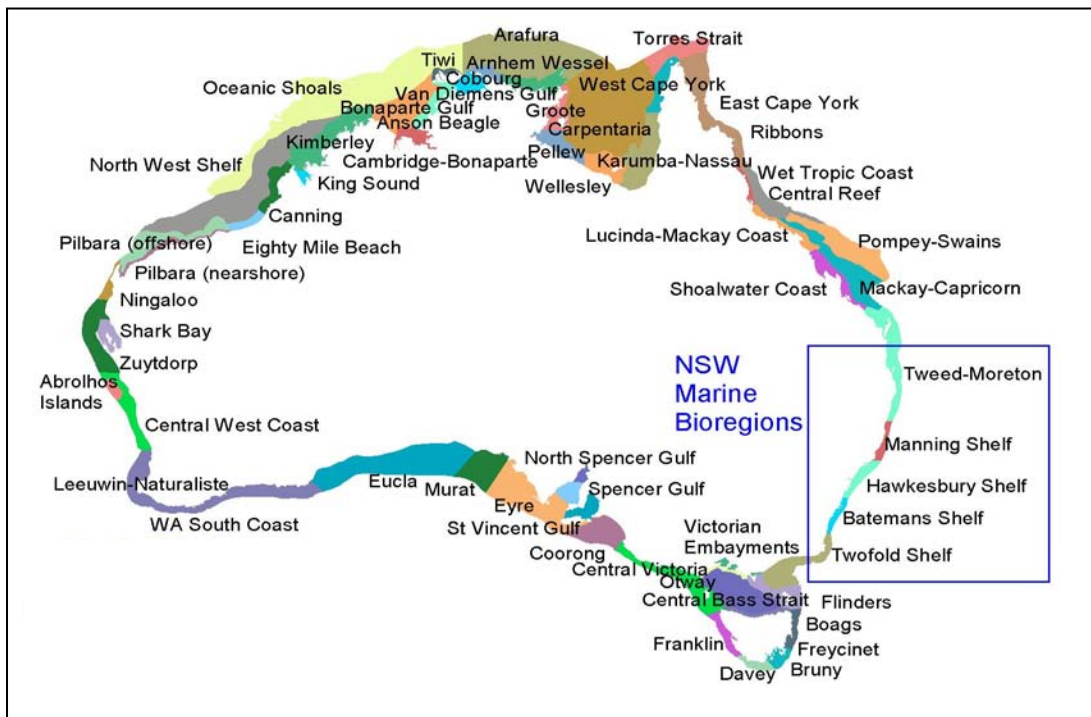 Arafura
Torres Strait
Tiwi
Arnhem Wessel
Cobourg
Oceanic Shoals
West Cape York
Van Diemens Gulf
Bonaparte Gulf
Groote
East Cape York
Anson Beagle
Carpentaria
Ribbons
Kimberley
Pellew
North West Shelf
Cambridge-Bonaparte
Karumba-Nassau
Wet Tropic Coast
King Sound
Wellesley
Central Reef
Canning
Lucinda-Mackay Coast
Pompey-Swains
Pilbara (offshore)
Eighty Mile Beach
Pilbara (nearshore)
Shoalwater Coast
Mackay-Capricorn
Ningaloo
Shark Bay
Zuytdorp
NSW
Marine
Bioregions
Tweed-Moreton
Abrolhos
Islands
Central West Coast
Manning Shelf
North Spencer Gulf
Leeuwin-Naturaliste
Eucla
Murat
Spencer Gulf
Hawkesbury Shelf
Eyre
WA South Coast
St Vincent Gulf
Batemans Shelf
Victorian
Embayments
Coorong
Twofold Shelf
Central Victoria
Otway
Central Bass Strait
Flinders
Boags
Franklin
Freycinet
Davey
Bruny